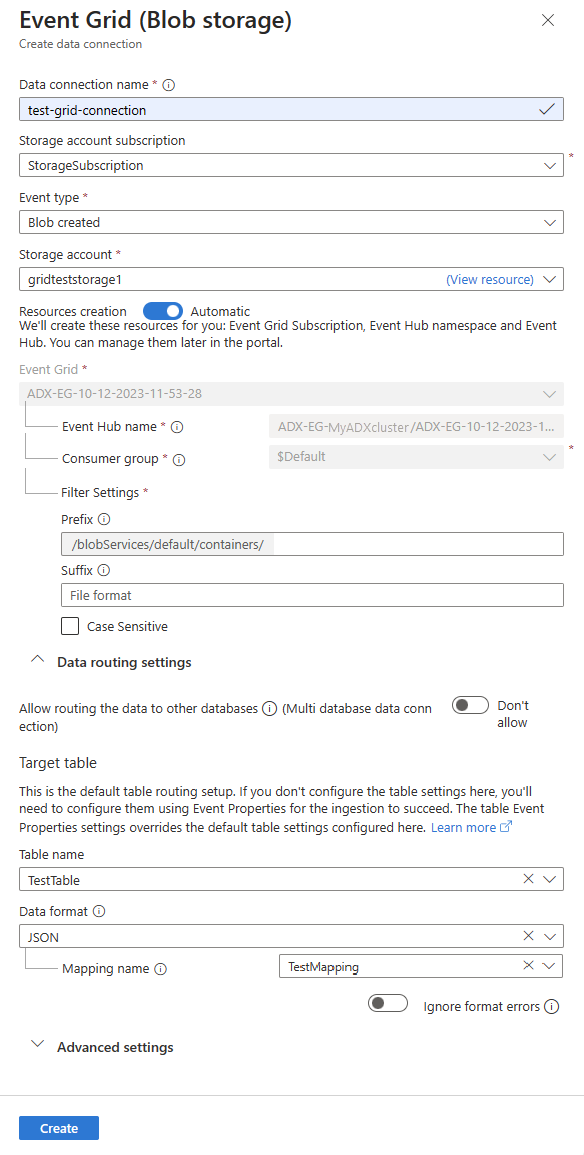 Event Grid (Blob storage)
Create data connection
Data connection name *
test-grid-connection
Storage account subscription
StorageSubscription
*
Event type *
Blob created
Storage account *
gridteststorage1 (View resource)
Resources creation Automatic
We'll create these resources for you: Event Grid Subscription, Event Hub namespace and Event
Hub. You can manage them later in the portal.
Event Grid *
ADX-EG-10-12-2023-11-53-28
Event Hub name * ADX-EG-MyADXcluster/ADX-EG-10-12-2023-1...
Consumer group * $Default *
Filter Settings *
Prefix
/blobServices/default/containers/
Suffix
File format
Case Sensitive
Data routing settings
Allow routing the data to other databases (Multi database data conn
ection)
Don't
allow
Target table
This is the default table routing setup. If you don't configure the table settings here, you'll
need to configure them using Event Properties for the ingestion to succeed. The table Event
Properties settings overrides the default table settings configured here. Learn more
Table name
TestTable
Data format
JSON
Mapping name TestMapping
Ignore format errors
Advanced settings
Create